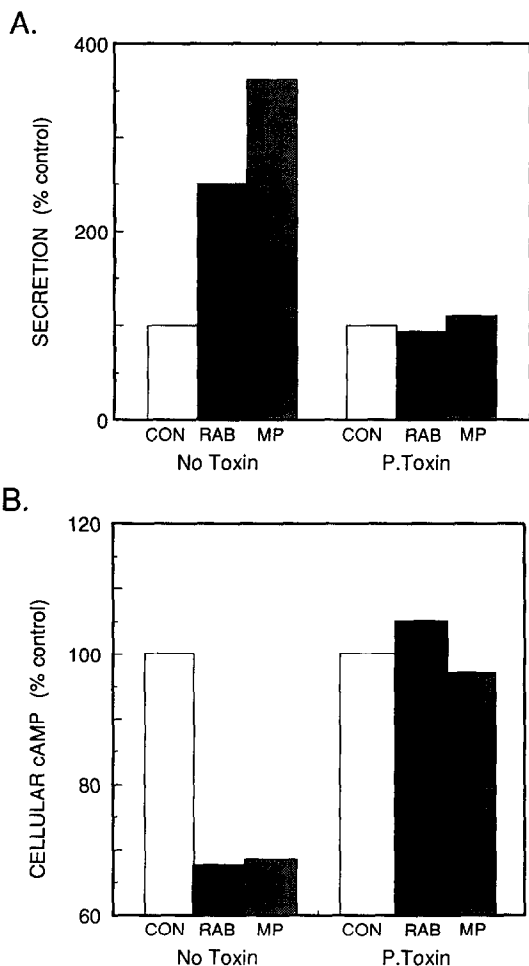 A.
SECRETION (% control)
400
200
0
CON RAB MP CON RAB MP
No Toxin P.Toxin
B.
CELLULAR cAMP (% control)
120
100
80
60
CON RAB MP CON RAB MP
No Toxin P.Toxin